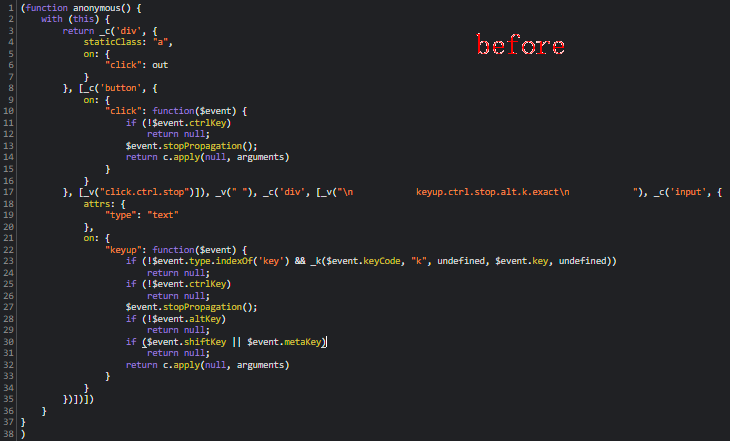 before
1 (function anonymous() {
2     with (this) {
3         return _c('div', {
4             staticClass: "a",
5             on: {
6                 "click": out
7             }
8         }, [_c('button', {
9             on: {
10                 "click": function($event) {
11                     if (!$event.ctrlKey)
12                         return null;
13                     $event.stopPropagation();
14                     return c.apply(null, arguments)
15                 }
16             }
17         }, [_v("click.ctrl.stop")]), _v(" "), _c('div', [_v("\n            keyup.ctrl.stop.alt.k.exact\n            "), _c('input', {
18             attrs: {
19                 "type": "text"
20             },
21             on: {
22                 "keyup": function($event) {
23                     if (!$event.type.indexOf('key') && _k($event.keyCode, "k", undefined, $event.key, undefined))
24                         return null;
25                     if (!$event.ctrlKey)
26                         return null;
27                     $event.stopPropagation();
28                     if (!$event.altKey)
29                         return null;
30                     if ($event.shiftKey || $event.metaKey)
31                         return null;
32                     return c.apply(null, arguments)
33                 }
34             }
35         })])])
36     }
37 }
38 )